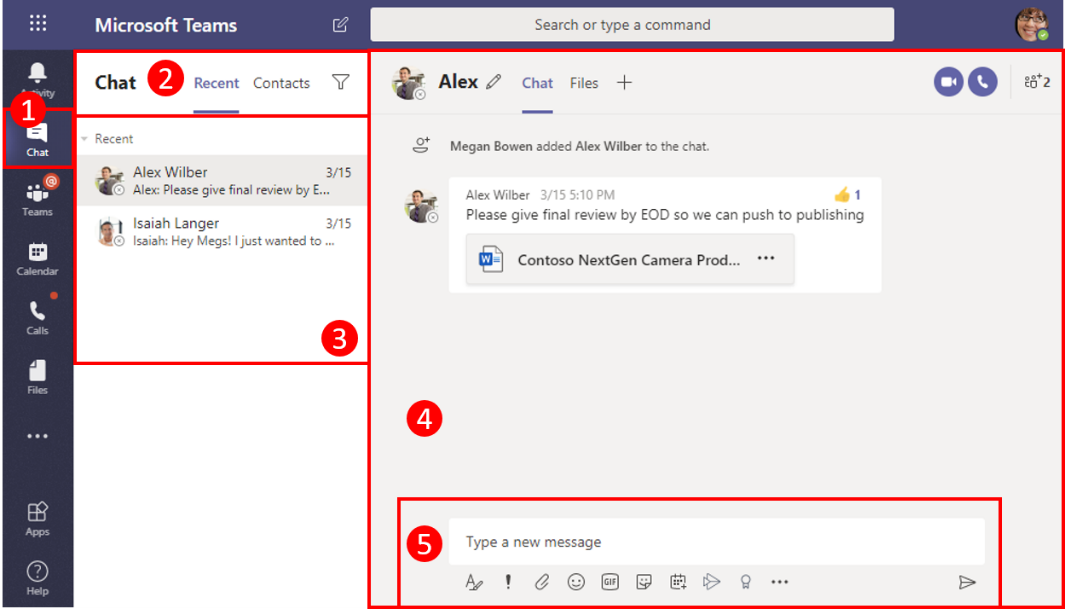 Microsoft Teams
Search or type a command
Activity
1
Chat
Teams
@
Calendar
Calls
Files
Apps
Help
Chat
2
Recent
Contacts
Recent
Alex Wilber
3/15
Alex: Please give final review by E...
Isaiah Langer
3/15
Isaiah: Hey Megs! I just wanted to ...
3
Alex
Chat
Files
2
Megan Bowen added Alex Wilber to the chat.
Alex Wilber 3/15 5:10 PM
1
Please give final review by EOD so we can push to publishing
W
Contoso NextGen Camera Prod... 
4
5
Type a new message
GIF